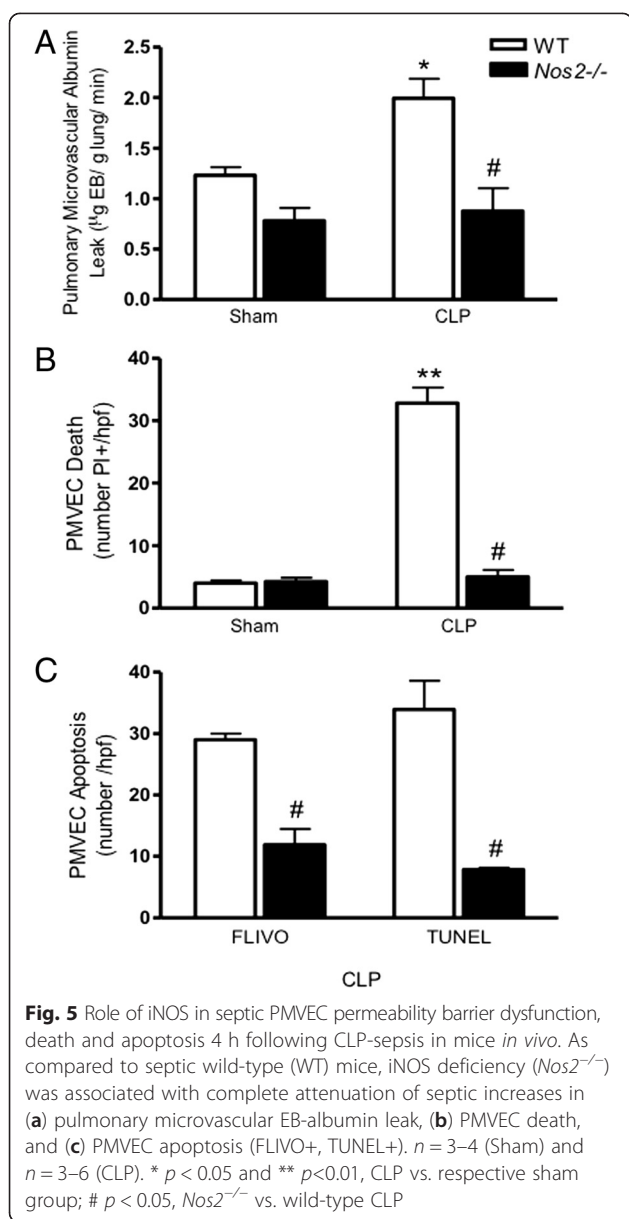 A
WT
Nos2-/-
Pulmonary Microvascular Albumin
Leak (µg EB/ g lung/ min)
2.5
2.0
1.5
1.0
0.5
0.0
*
#
Sham
CLP
B
PMVEC Death
(number PI+/hpf)
40
30
20
10
0
**
#
Sham
CLP
C
PMVEC Apoptosis
(number /hpf)
40
30
20
10
0
#
#
FLIVO
TUNEL
CLP
Fig. 5 Role of iNOS in septic PMVEC permeability barrier dysfunction,
death and apoptosis 4 h following CLP-sepsis in mice in vivo. As
compared to septic wild-type (WT) mice, iNOS deficiency (Nos2−/−)
was associated with complete attenuation of septic increases in
(a) pulmonary microvascular EB-albumin leak, (b) PMVEC death,
and (c) PMVEC apoptosis (FLIVO+, TUNEL+). n = 3–4 (Sham) and
n = 3–6 (CLP). * p < 0.05 and ** p<0.01, CLP vs. respective sham
group; # p < 0.05, Nos2−/− vs. wild-type CLP